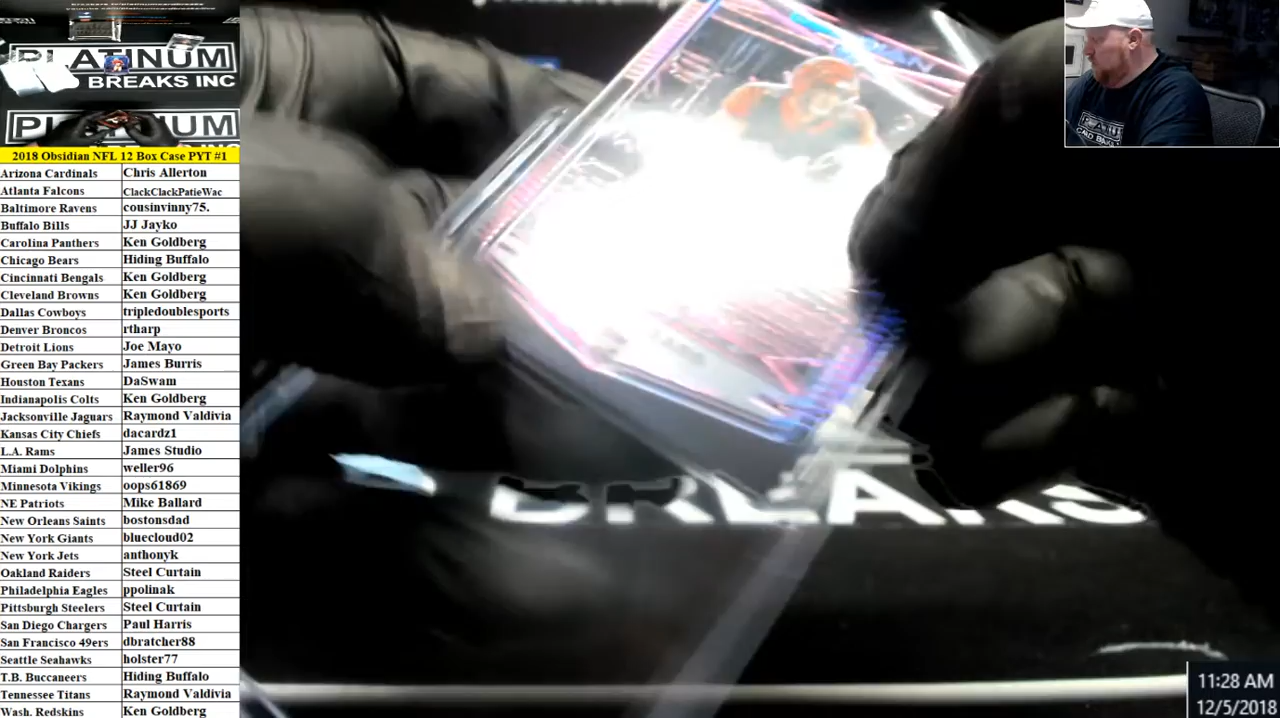 PLATINUM
BREAKS INC
PLATINUM
2018 Obsidian NFL 12 Box Case PYT #1
Arizona Cardinals Chris Allerton
Atlanta Falcons ClackClackPatieWac
Baltimore Ravens cousinvinny75.
Buffalo Bills JJ Jayko
Carolina Panthers Ken Goldberg
Chicago Bears Hiding Buffalo
Cincinnati Bengals Ken Goldberg
Cleveland Browns Ken Goldberg
Dallas Cowboys tripledoublesports
Denver Broncos rtharp
Detroit Lions Joe Mayo
Green Bay Packers James Burris
Houston Texans DaSwam
Indianapolis Colts Ken Goldberg
Jacksonville Jaguars Raymond Valdivia
Kansas City Chiefs dacardz1
L.A. Rams James Studio
Miami Dolphins weller96
Minnesota Vikings oops61869
NE Patriots Mike Ballard
New Orleans Saints bostonsdad
New York Giants bluecloud02
New York Jets anthonyk
Oakland Raiders Steel Curtain
Philadelphia Eagles ppolinak
Pittsburgh Steelers Steel Curtain
San Diego Chargers Paul Harris
San Francisco 49ers dbratcher88
Seattle Seahawks holster77
T.B. Buccaneers Hiding Buffalo
Tennessee Titans Raymond Valdivia
Wash. Redskins Ken Goldberg
BREAKS
11:28 AM
12/5/2018